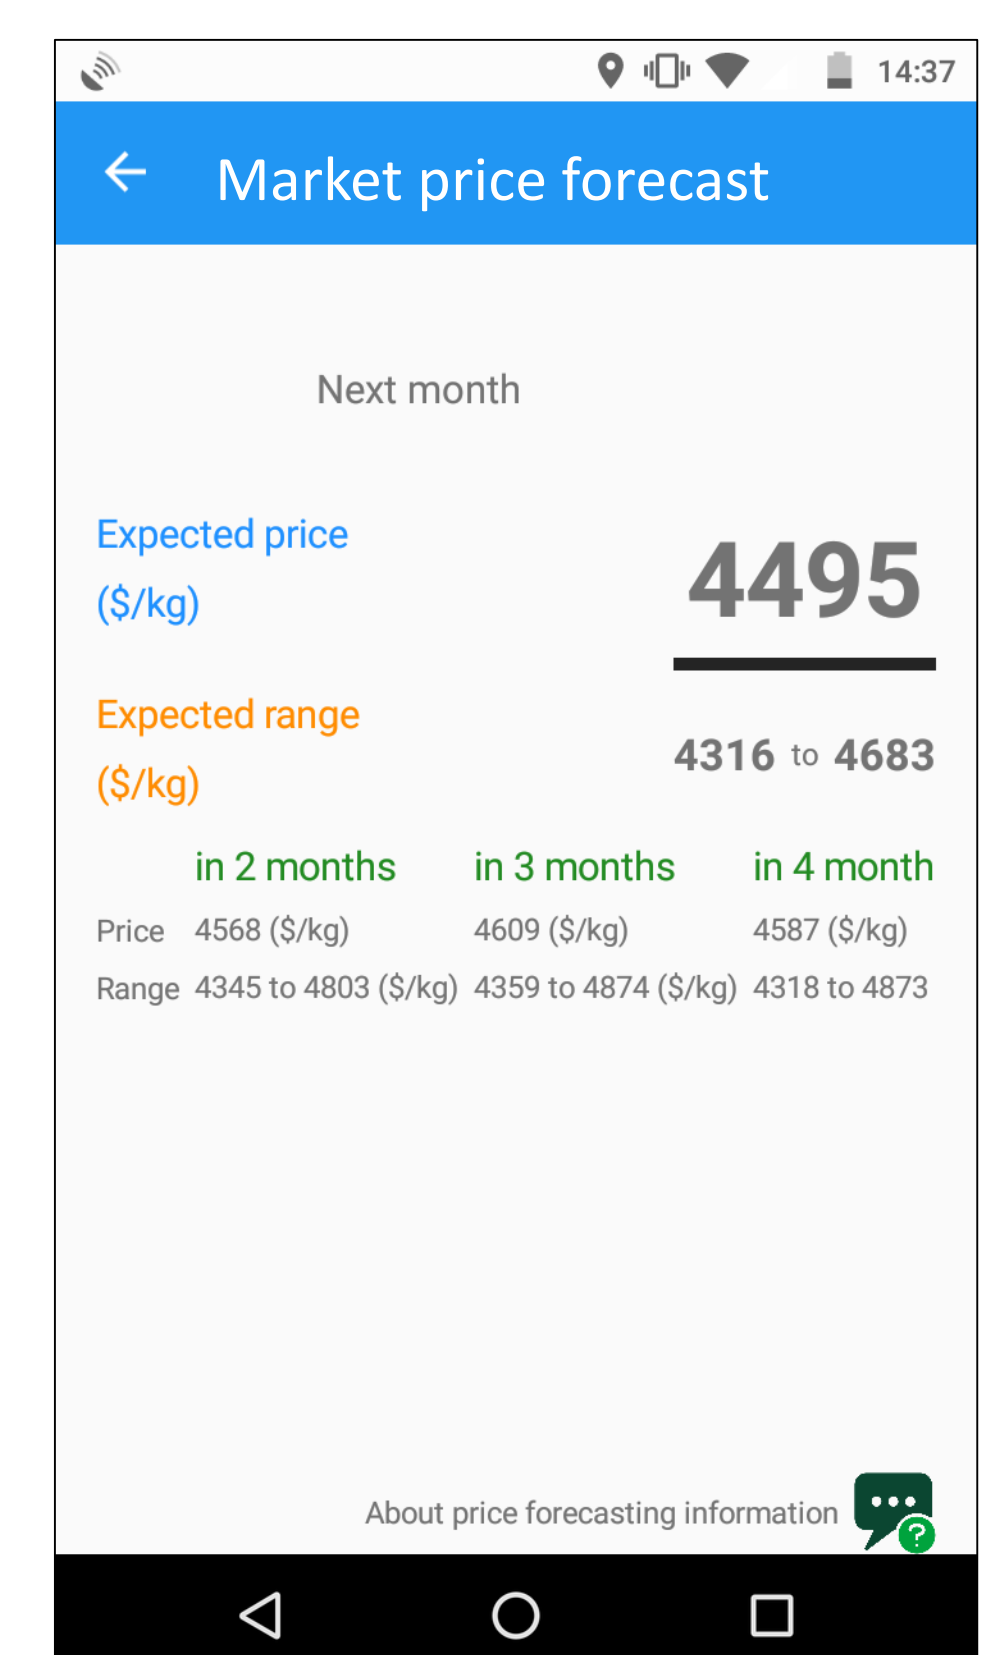 14:37
Market price forecast
Next month
Expected price
($/kg)
4495
Expected range
($/kg)
4316 to 4683
in 2 months in 3 months in 4 month
Price 4568 ($/kg) 4609 ($/kg) 4587 ($/kg)
Range 4345 to 4803 ($/kg) 4359 to 4874 ($/kg) 4318 to 4873
About price forecasting information
?